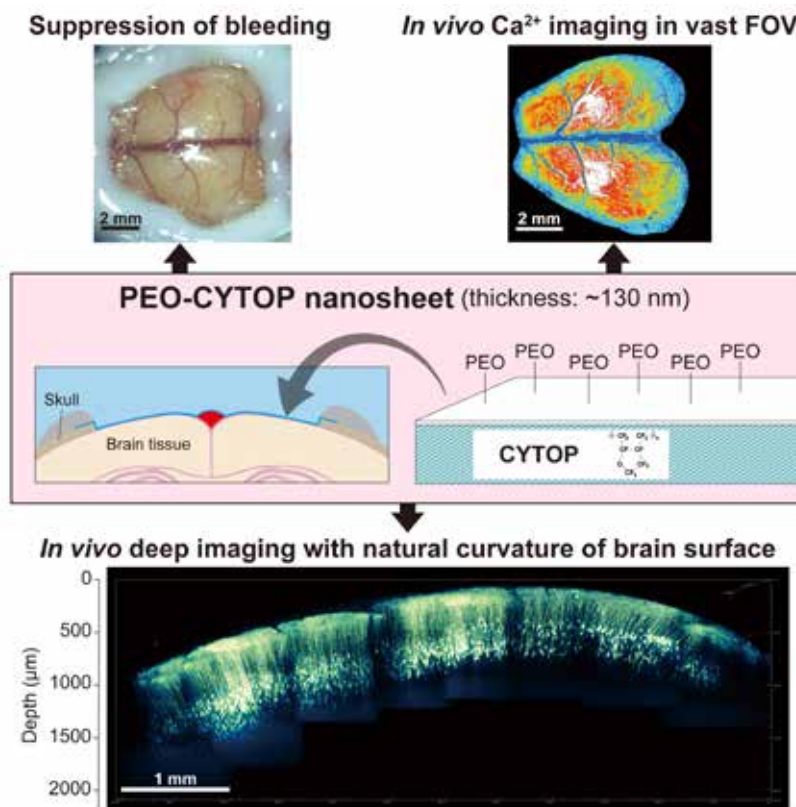 Suppression of bleeding
In vivo Ca²⁺ imaging in vast FOV
2 mm
2 mm
PEO-CYTOP nanosheet (thickness: ~130 nm)
PEO PEO PEO PEO PEO PEO
Skull
Brain tissue
CYTOP
In vivo deep imaging with natural curvature of brain surface
0
500
1000
1500
2000
Depth (µm)
1 mm